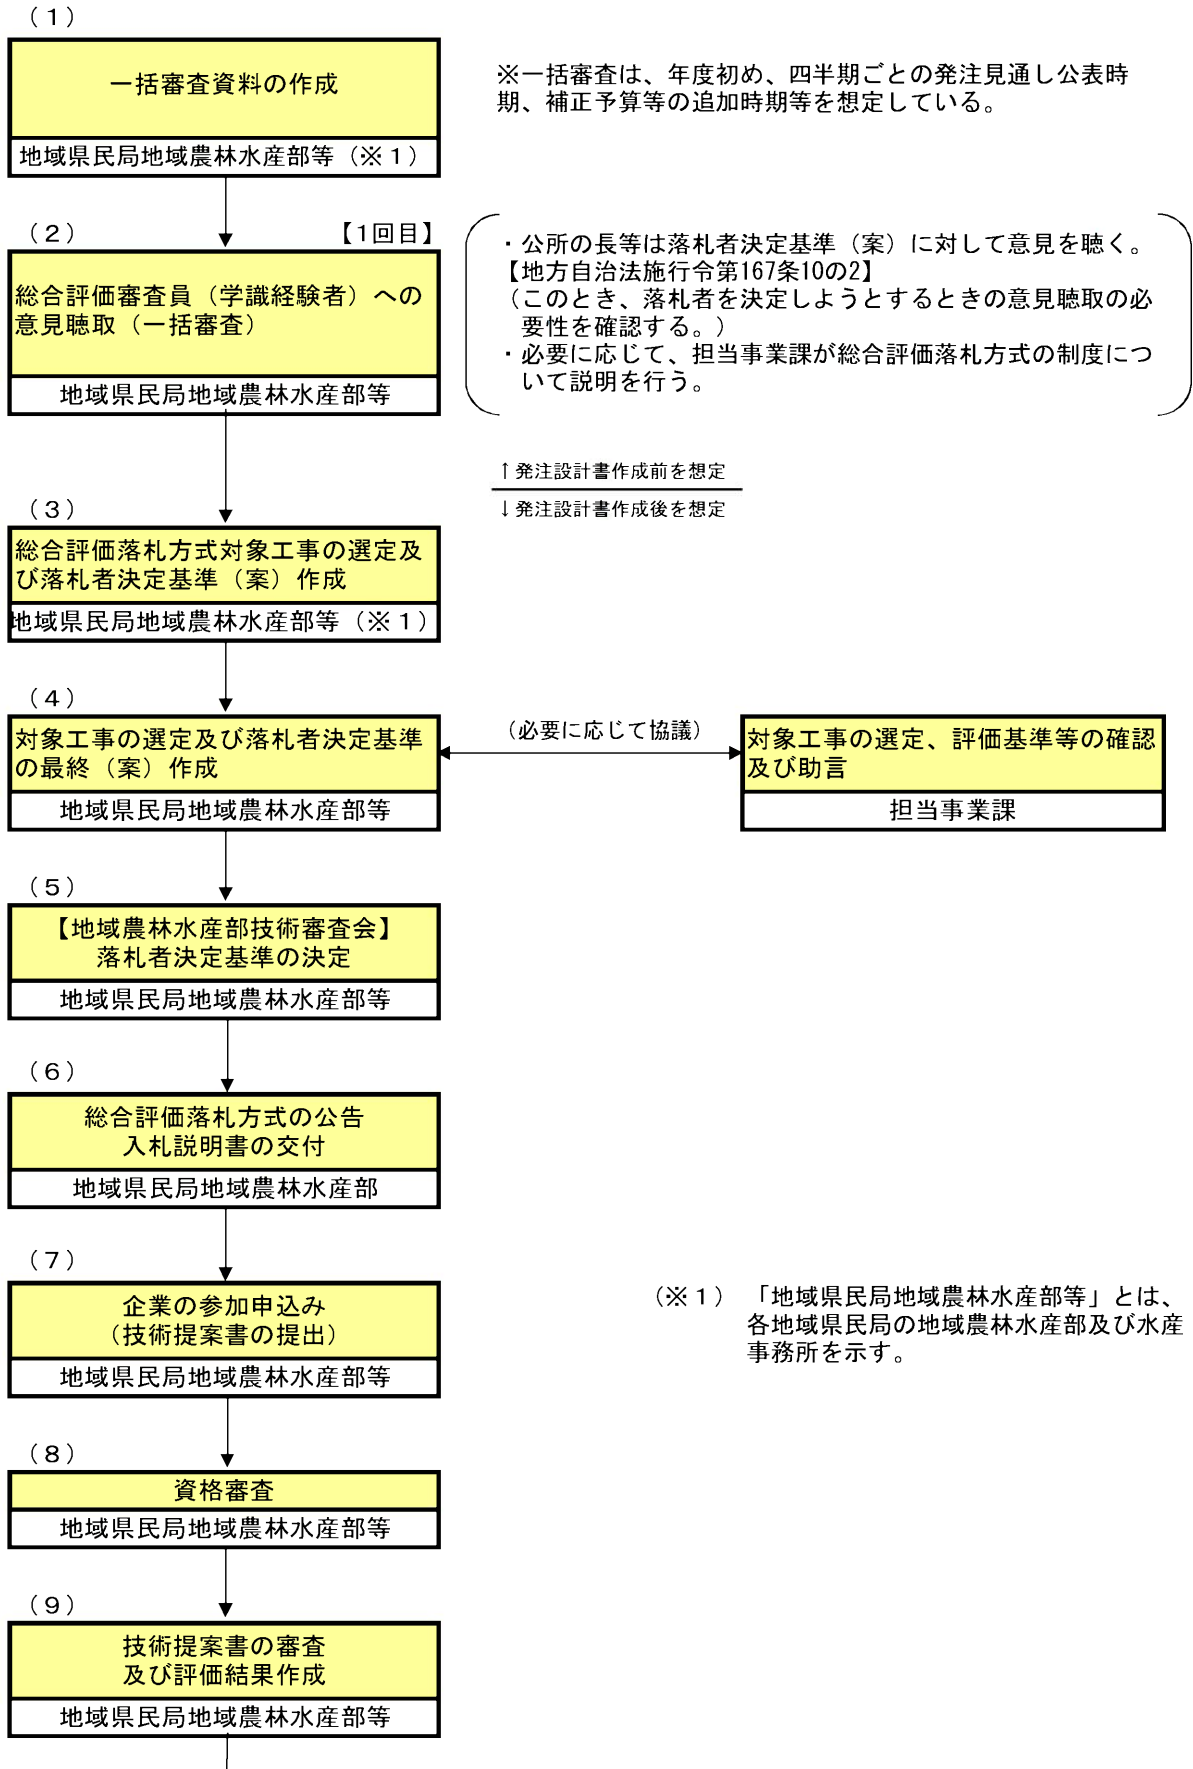 （１）
一括審査資料の作成
地域県民局地域農林水産部等（※１）
※一括審査は、年度初め、四半期ごとの発注見通し公表時
期、補正予算等の追加時期等を想定している。
（２）
【1回目】
総合評価審査員（学識経験者）への
意見聴取（一括審査）
地域県民局地域農林水産部等
・公所の長等は落札者決定基準（案）に対して意見を聴く。
【地方自治法施行令第167条10の2】
（このとき、落札者を決定しようとするときの意見聴取の必
要性を確認する。）
・必要に応じて、担当事業課が総合評価落札方式の制度につ
いて説明を行う。
↑発注設計書作成前を想定
↓発注設計書作成後を想定
（３）
総合評価落札方式対象工事の選定及
び落札者決定基準（案）作成
地域県民局地域農林水産部等（※１）
（４）
対象工事の選定及び落札者決定基準
の最終（案）作成
地域県民局地域農林水産部等
（必要に応じて協議）
対象工事の選定、評価基準等の確認
及び助言
担当事業課
（５）
【地域農林水産部技術審査会】
落札者決定基準の決定
地域県民局地域農林水産部等
（６）
総合評価落札方式の公告
入札説明書の交付
地域県民局地域農林水産部
（７）
企業の参加申込み
（技術提案書の提出）
地域県民局地域農林水産部等
（※１）　「地域県民局地域農林水産部等」とは、
各地域県民局の地域農林水産部及び水産
事務所を示す。
（８）
資格審査
地域県民局地域農林水産部等
（９）
技術提案書の審査
及び評価結果作成
地域県民局地域農林水産部等